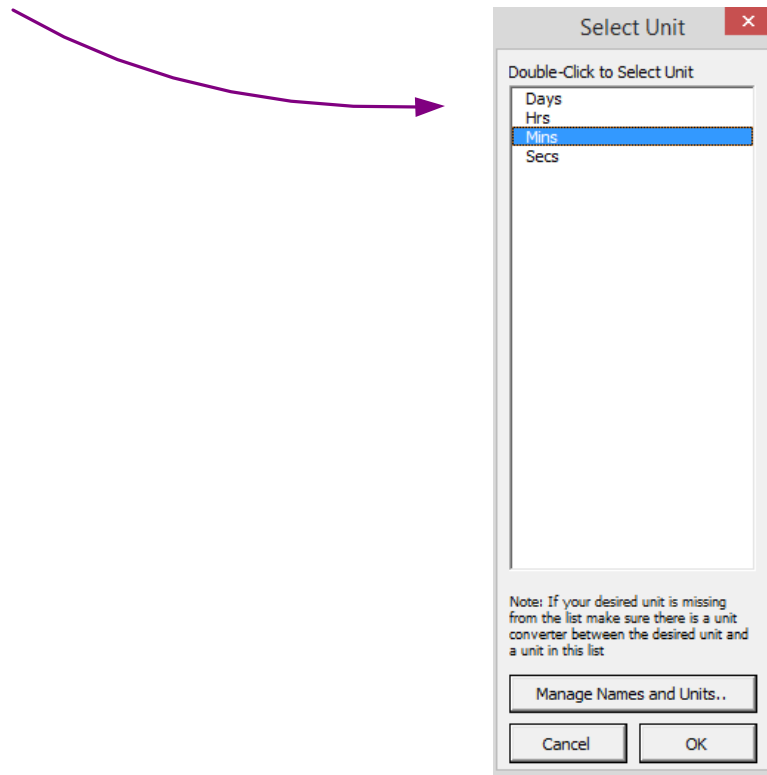 Select Unit
Double-Click to Select Unit
Days
Hrs
Mins
Secs
Note: If your desired unit is missing
from the list make sure there is a unit
converter between the desired unit and
a unit in this list
Manage Names and Units..
Cancel
OK